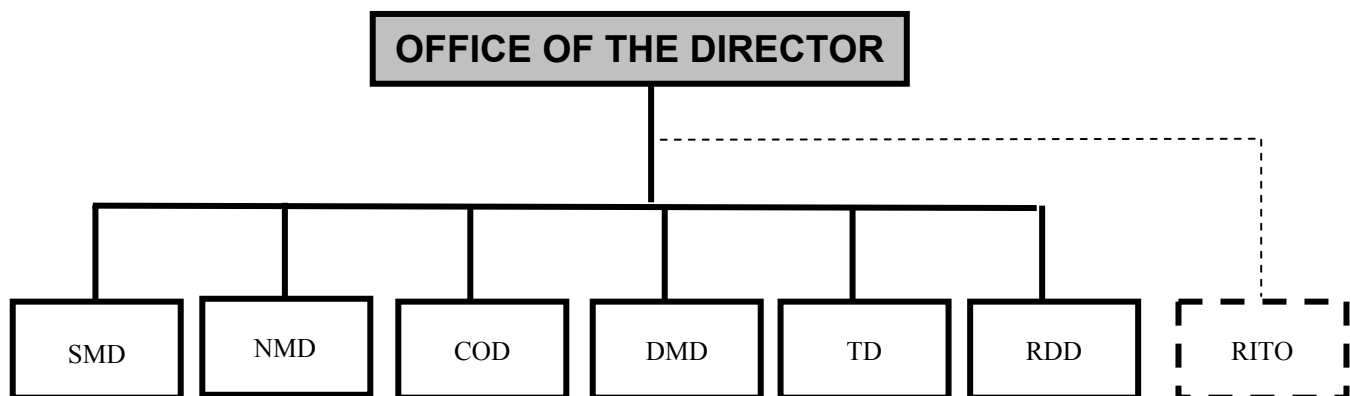 OFFICE OF THE DIRECTOR
SMD
NMD
COD
DMD
TD
RDD
RITO